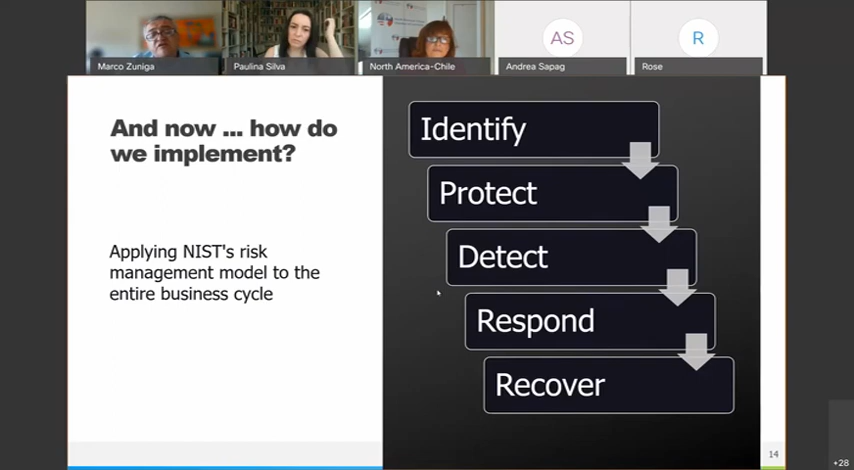 AS
R
Marco Zuniga
Paulina Silva
North America-Chile
Andrea Sapag
Rose
And now ... how do
we implement?
Applying NIST's risk
management model to the
entire business cycle
Identify
Protect
Detect
Respond
Recover
14
+28